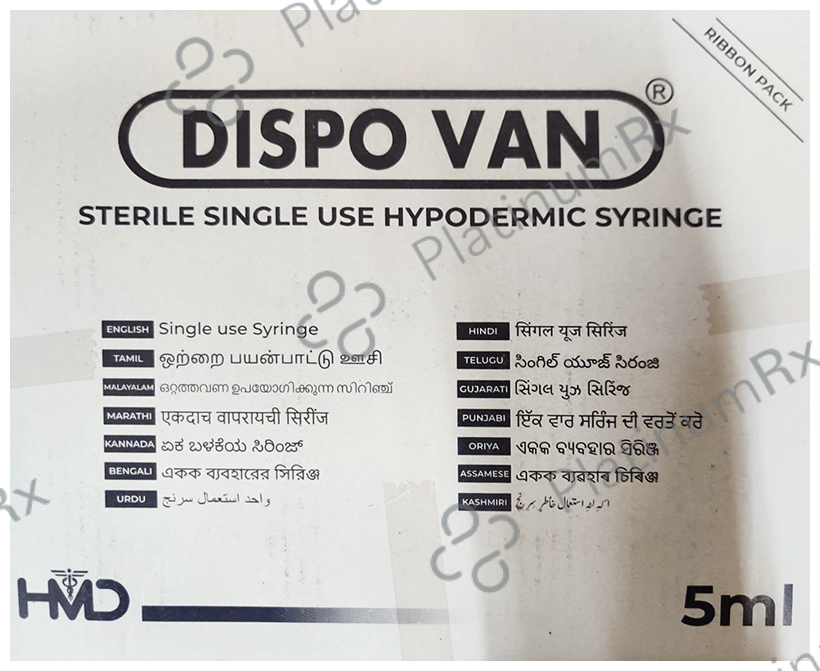 RIBBON PACK
DISPO VAN®
STERILE SINGLE USE HYPODERMIC SYRINGE
ENGLISH Single use Syringe
TAMIL ஒற்றை பயன்பாட்டு ஊசி
MALAYALAM ഒറ്റത്തവണ ഉപയോഗിക്കുന്ന സിറിഞ്ച്
MARATHI एकदाच वापरायची सिरींज
KANNADA ಏಕ ಬಳಕೆಯ ಸಿರಿಂಜ್
BENGALI একক ব্যবহারের সিরিঞ্জ
URDU واحد استعمال سرنج
HINDI सिंगल यूज सिरिंज
TELUGU సింగిల్ యూజ్ సిరంజి
GUJARATI સિંગલ યુઝ સિરિંજ
PUNJABI ਇੱਕ ਵਾਰ ਸਰਿੰਜ ਦੀ ਵਰਤੋਂ ਕਰੋ
ORIYA ଏକକ ବ୍ୟବହାର ସିରିଞ୍ଜ
ASSAMESE একক ব্যৱহাৰ চিৰিঞ্জ
KASHMIRI
HMD
5ml
PlatinumRx
PlatinumRx